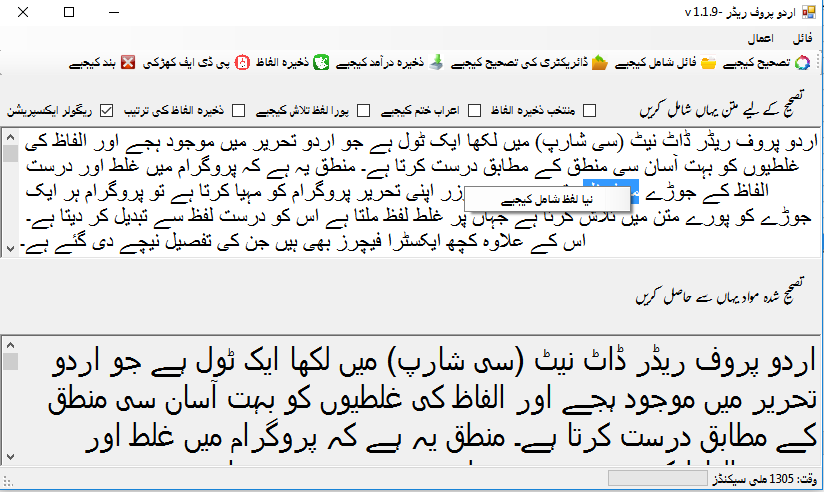 اردو پروف ریڈر -v 1.1.9
فائل اعمال
تصحیح کیجیے فائل شامل کیجیے ڈائریکٹری کی تصحیح کیجیے ذخیرہ درآمد کیجیے ذخیرہ الفاظ پی ڈی ایف کھڑکی بند کیجیے
تصحیح کے لیے متن یہاں شامل کریں منتخب ذخیرہ الفاظ اعراب ختم کیجیے پورا لفظ تلاش کیجیے ذخیرہ الفاظ کی ترتیب ریگولر ایکسپریشن
اردو پروف ریڈر ڈاٹ نیٹ (سی شارپ) میں لکھا ایک ٹول ہے جو اردو تحریر میں موجود ہجے اور الفاظ کی
غلطیوں کو بہت آسان سی منطق کے مطابق درست کرتا ہے۔ منطق یہ ہے کہ پروگرام میں غلط اور درست
الفاظ کے جوڑے زر اپنی تحریر پروگرام کو مہیا کرتا ہے تو پروگرام ہر ایک
نیا لفظ شامل کیجیے
جوڑے کو پورے متن میں تلاش کرتا ہے جہاں پر غلط لفظ ملتا ہے اس کو درست لفظ سے تبدیل کر دیتا ہے۔
اس کے علاوہ کچھ ایکسٹرا فیچرز بھی ہیں جن کی تفصیل نیچے دی گئے ہے۔
تصحیح شدہ مواد یہاں سے حاصل کریں
اردو پروف ریڈر ڈاٹ نیٹ (سی شارپ) میں لکھا ایک ٹول ہے جو اردو
تحریر میں موجود ہجے اور الفاظ کی غلطیوں کو بہت آسان سی منطق
کے مطابق درست کرتا ہے۔ منطق یہ ہے کہ پروگرام میں غلط اور
وقت: 1305 ملی سیکنڈز